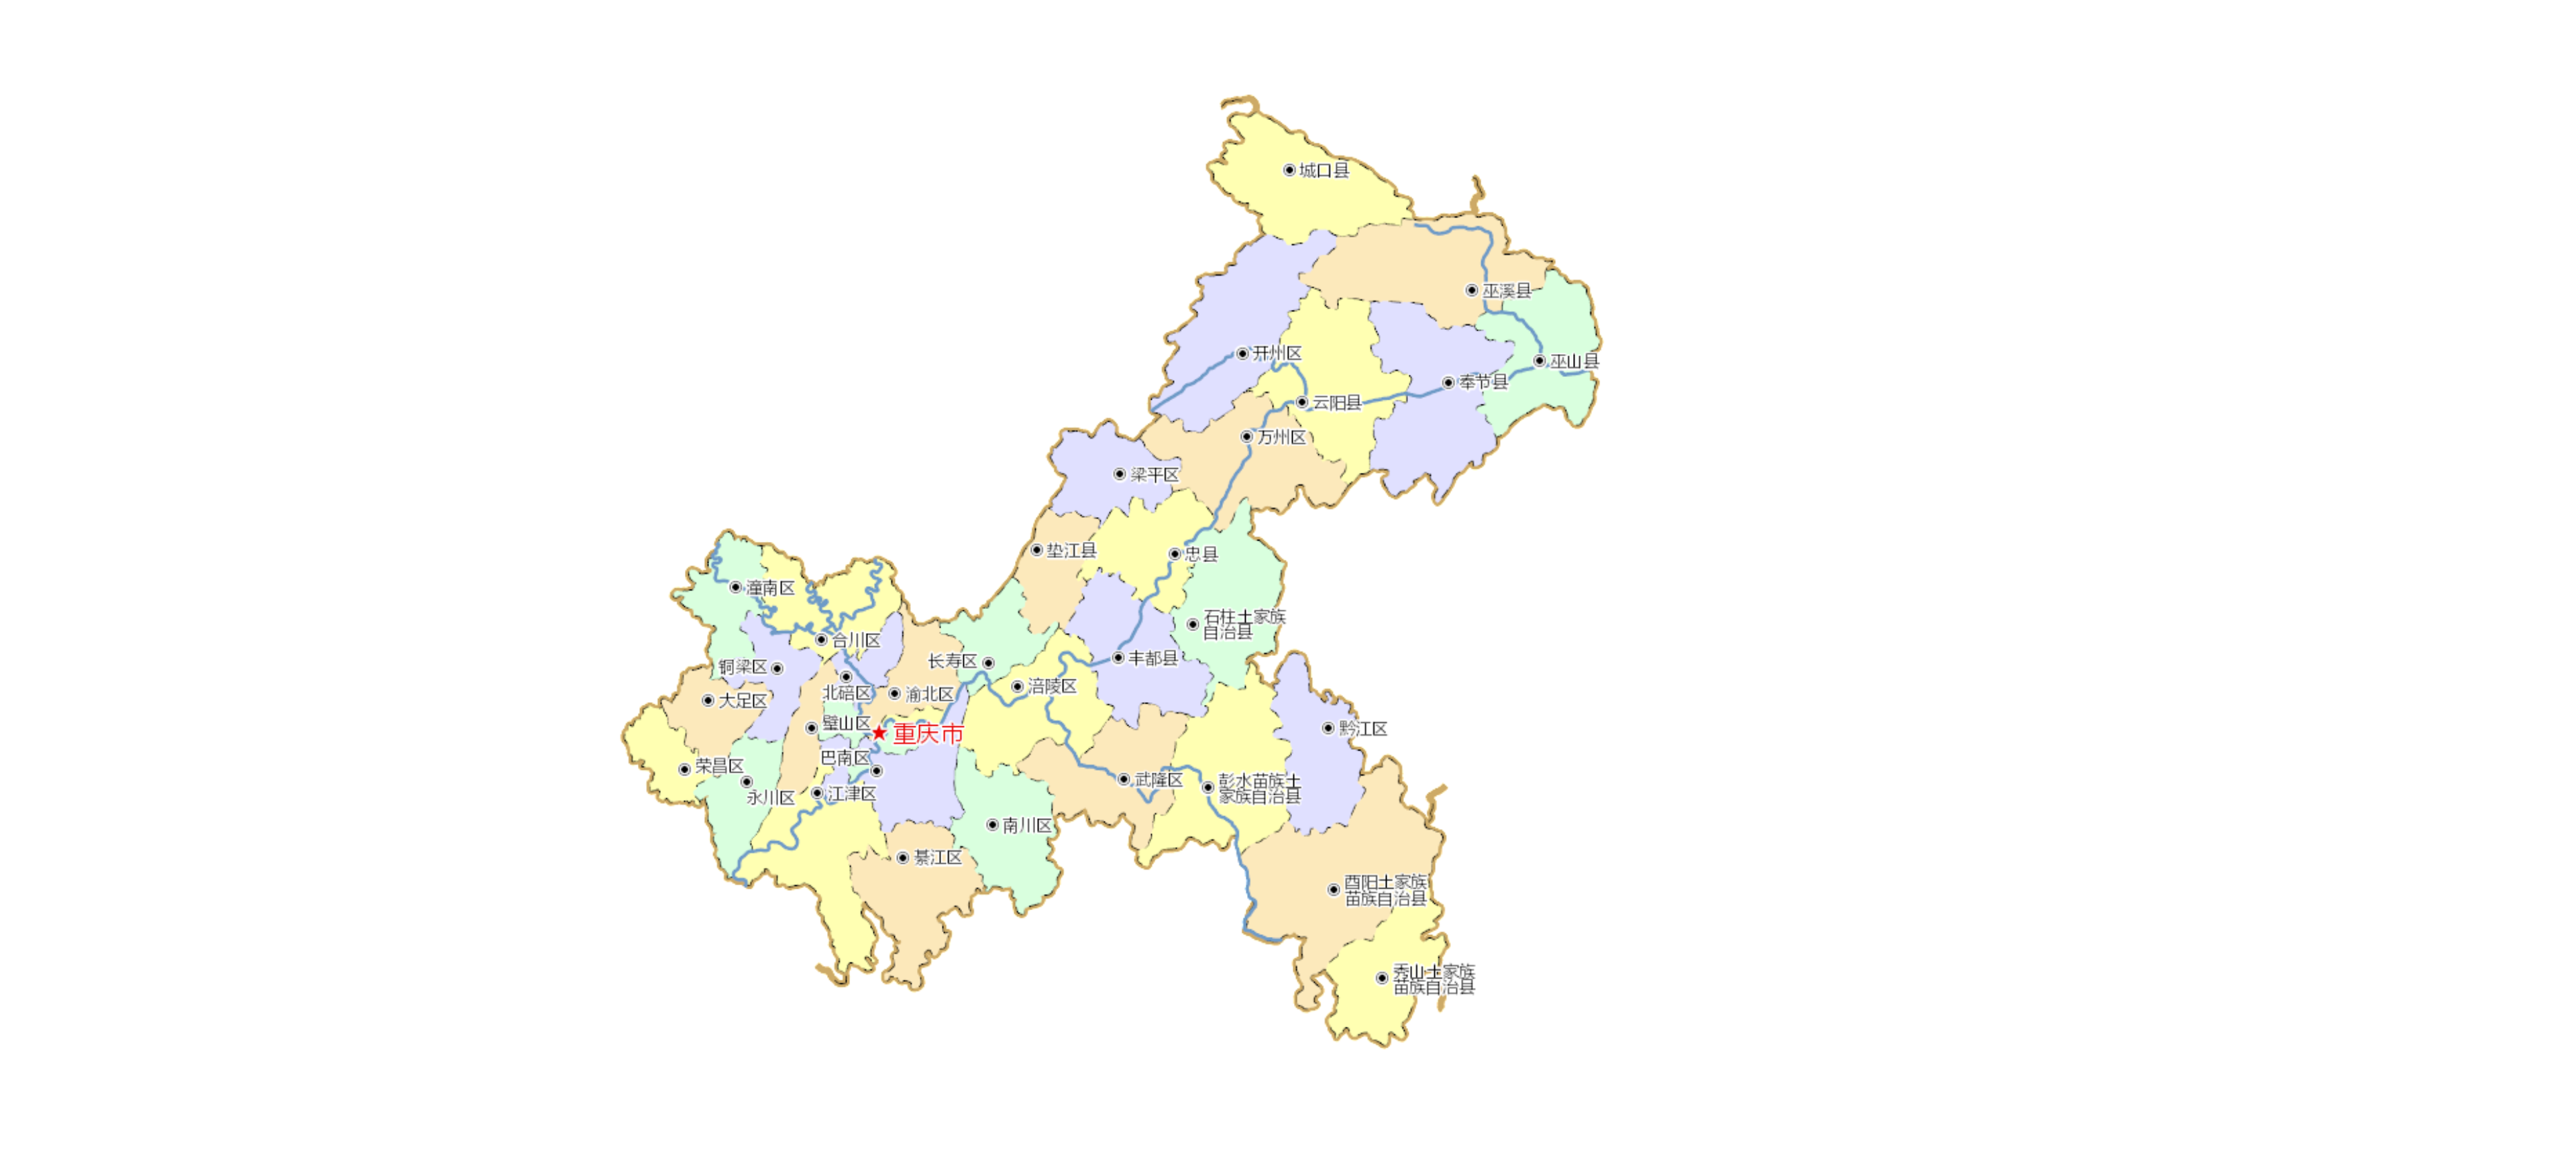 城口县
巫溪县
开州区
巫山县
奉节县
云阳县
万州区
梁平区
垫江县
忠县
潼南区
石柱土家族
自治县
合川区
铜梁区
长寿区
丰都县
北碚区
渝北区
涪陵区
大足区
璧山区
重庆市
黔江区
巴南区
荣昌区
永川区
江津区
武隆区
彭水苗族土
家族自治县
南川区
綦江区
酉阳土家族
苗族自治县
秀山土家族
苗族自治县